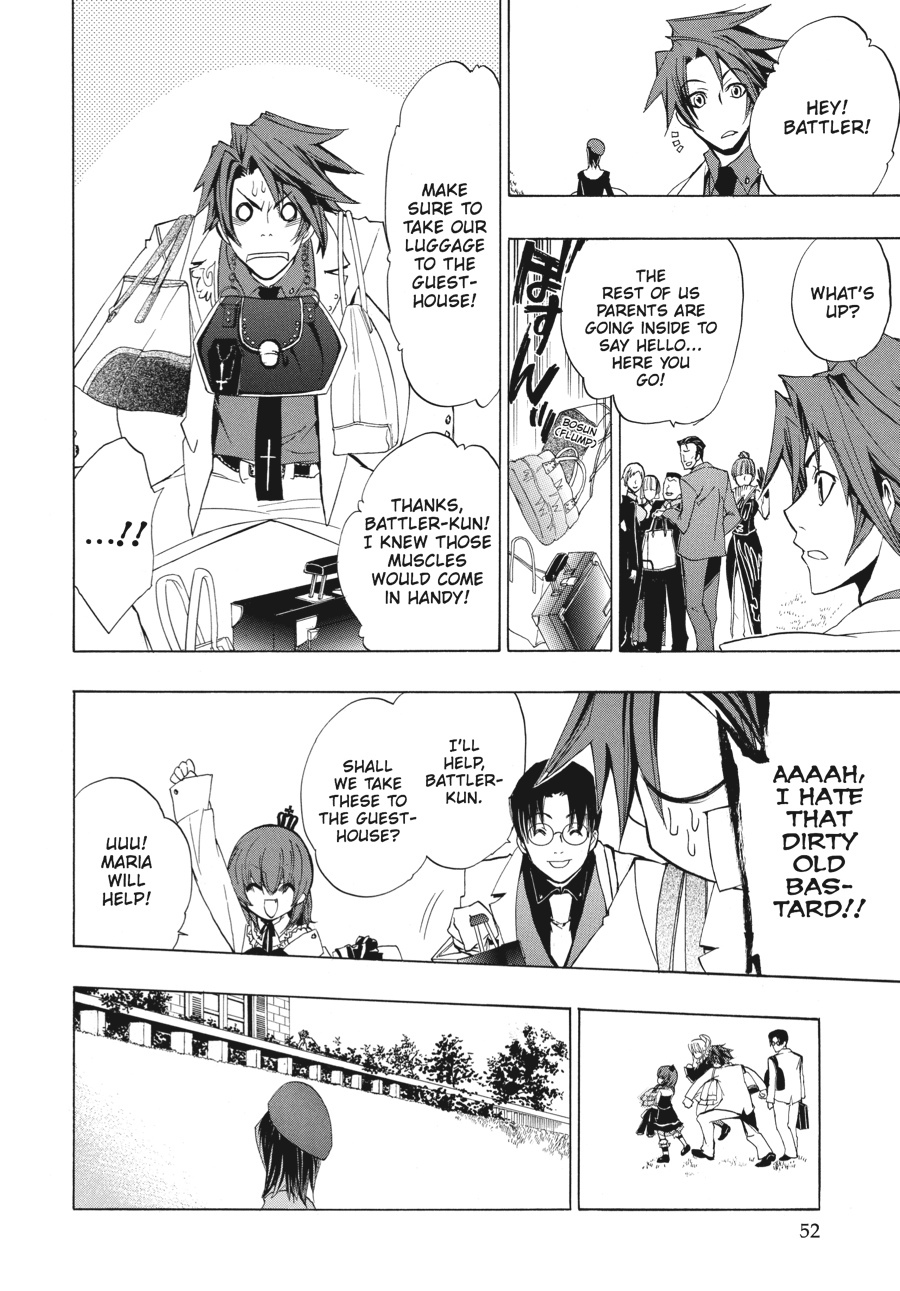 HEY!
BATTLER!
WHAT'S
UP?
THE
REST OF US
PARENTS ARE
GOING INSIDE TO
SAY HELLO...
HERE YOU
GO!
ぼすんッ
BOSUN
(FLUMP)
MAKE
SURE TO
TAKE OUR
LUGGAGE
TO THE
GUEST-
HOUSE!
THANKS,
BATTLER-KUN!
I KNEW THOSE
MUSCLES
WOULD COME
IN HANDY!
...!!
AAAAH,
I HATE
THAT
DIRTY
OLD
BAS-
TARD!!
I'LL
HELP,
BATTLER-
KUN.
SHALL
WE TAKE
THESE TO
THE GUEST-
HOUSE?
UUU!
MARIA
WILL
HELP!
52